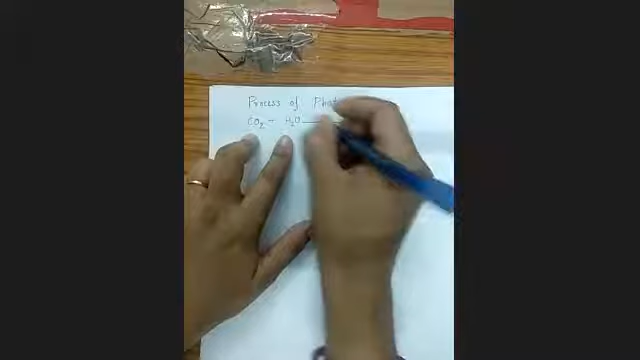 Process of
CO₂ - H₂O